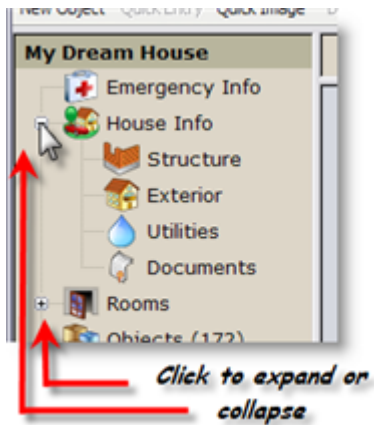 New Object Quick Entry Quick Image
My Dream House
Emergency Info
House Info
Structure
Exterior
Utilities
Documents
Rooms
Objects (172)
Click to expand or
collapse